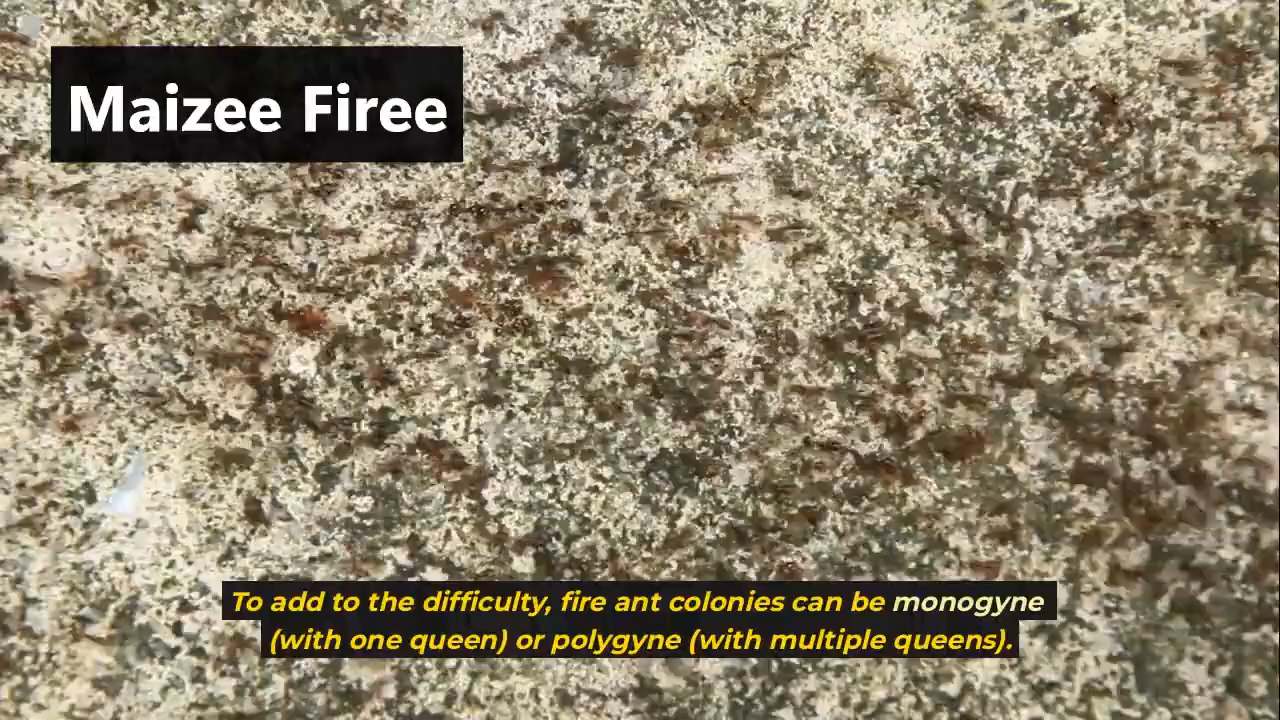 Maizee Firee
To add to the difficulty, fire ant colonies can be monogyne
(with one queen) or polygyne (with multiple queens).